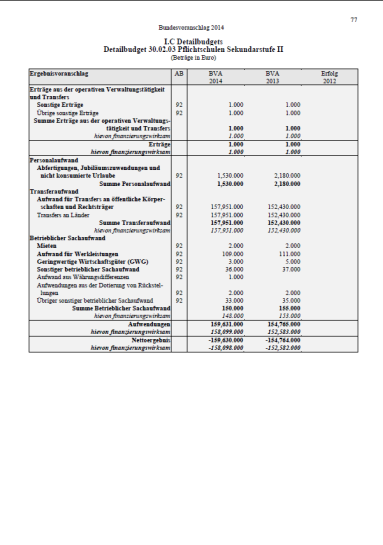 77
Bundesvoranschlag 2014
I.C Detailbudgets
Detailbudget 30.02.03 Pflichtschulen Sekundarstufe II
(Beträge in Euro)
Ergebnisvoranschlag AB BVA 2014 BVA 2013 Erfolg 2012
Erträge aus der operativen Verwaltungstätigkeit
und Transfers
Sonstige Erträge 92 1.000 1.000
Übrige sonstige Erträge 92 1.000 1.000
Summe Erträge aus der operativen Verwaltungs-
tätigkeit und Transfers 1.000 1.000
hievon finanzierungswirksam 1.000 1.000
Erträge 1.000 1.000
hievon finanzierungswirksam 1.000 1.000
Personalaufwand
Abfertigungen, Jubiläumszuwendungen und
nicht konsumierte Urlaube 92 1,530.000 2,180.000
Summe Personalaufwand 1,530.000 2,180.000
Transferaufwand
Aufwand für Transfers an öffentliche Körper-
schaften und Rechtsträger 92 157,951.000 152,430.000
Transfers an Länder 92 157,951.000 152,430.000
Summe Transferaufwand 157,951.000 152,430.000
hievon finanzierungswirksam 157,951.000 152,430.000
Betrieblicher Sachaufwand
Mieten 92 2.000 2.000
Aufwand für Werkleistungen 92 109.000 111.000
Geringwertige Wirtschaftsgüter (GWG) 92 3.000 5.000
Sonstiger betrieblicher Sachaufwand 92 36.000 37.000
Aufwand aus Währungsdifferenzen 92 1.000
Aufwendungen aus der Dotierung von Rückstel-
lungen 92 2.000 2.000
Übriger sonstiger betrieblicher Sachaufwand 92 33.000 35.000
Summe Betrieblicher Sachaufwand 150.000 155.000
hievon finanzierungswirksam 148.000 153.000
Aufwendungen 159,631.000 154,765.000
hievon finanzierungswirksam 158,099.000 152,583.000
Nettoergebnis -159,630.000 -154,764.000
hievon finanzierungswirksam -158,098.000 -152,582.000